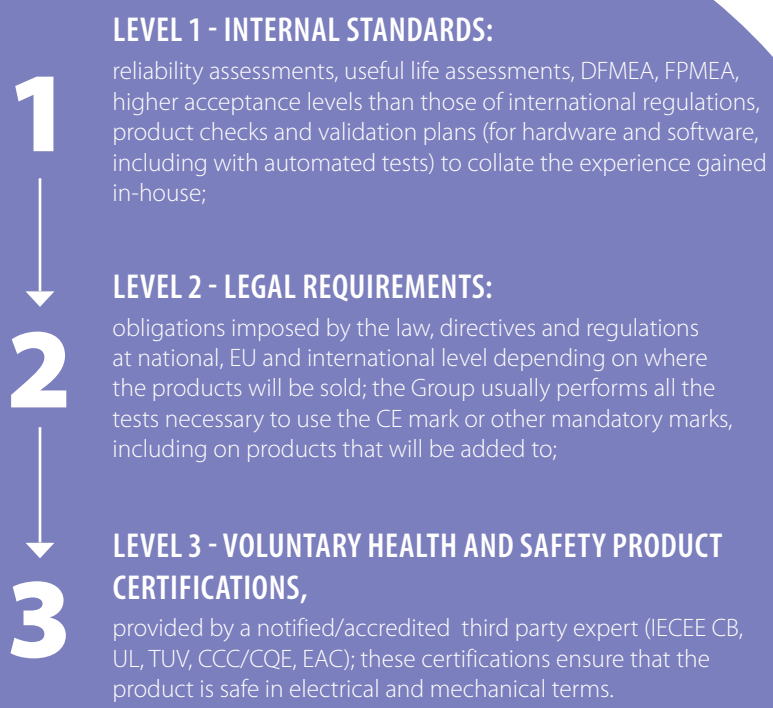 LEVEL 1 - INTERNAL STANDARDS:
1
reliability assessments, useful life assessments, DFMEA, FPMEA,
higher acceptance levels than those of international regulations,
product checks and validation plans (for hardware and software,
including with automated tests) to collate the experience gained
in-house;
LEVEL 2 - LEGAL REQUIREMENTS:
2
obligations imposed by the law, directives and regulations
at national, EU and international level depending on where
the products will be sold; the Group usually performs all the
tests necessary to use the CE mark or other mandatory marks,
including on products that will be added to;
LEVEL 3 - VOLUNTARY HEALTH AND SAFETY PRODUCT
CERTIFICATIONS,
3
provided by a notified/accredited  third party expert (IECEE CB,
UL, TUV, CCC/CQE, EAC); these certifications ensure that the
product is safe in electrical and mechanical terms.